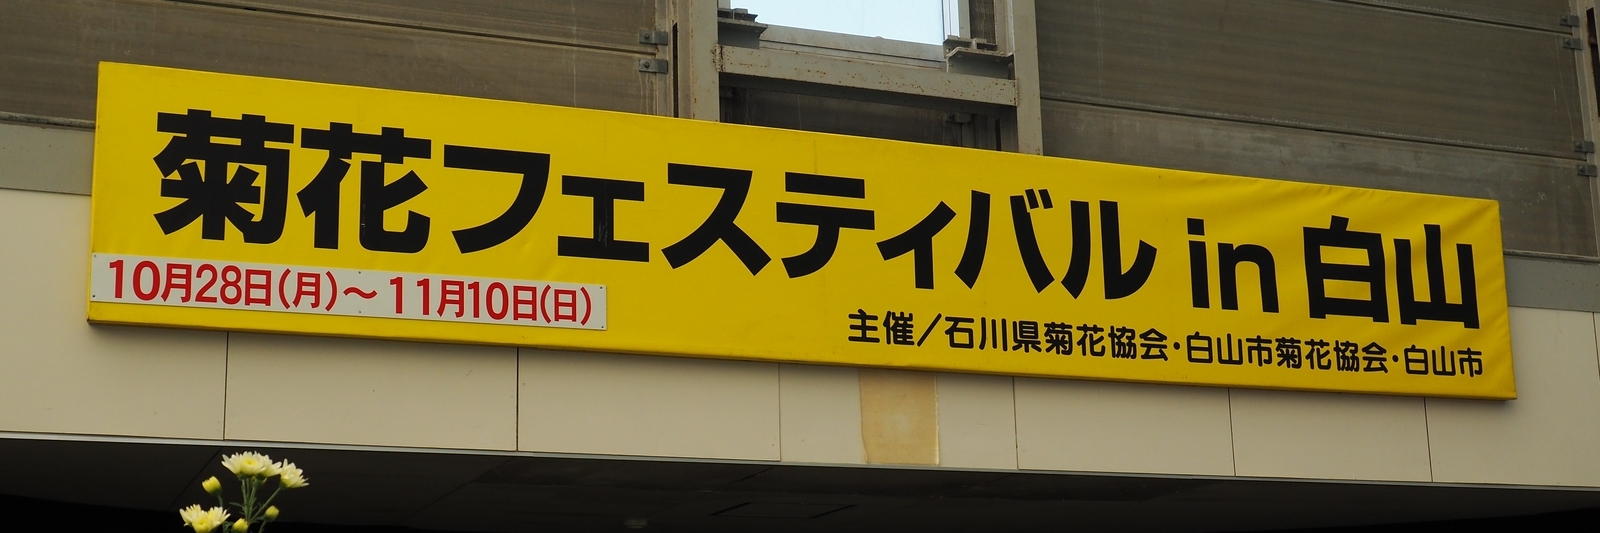 菊花フェスティバル in 白山
10月28日(月)～11月10日(日)
主催／石川県菊花協会・白山市菊花協会・白山市